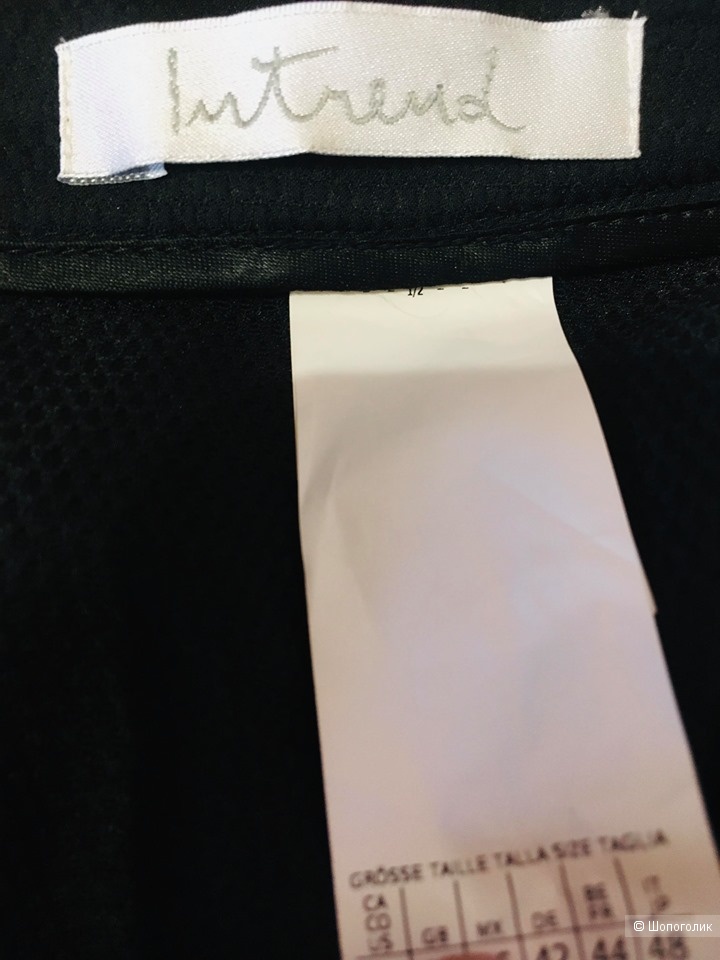 Intrend
1/2
GRÖSSE TAILLE TALLA SIZE TAGLIA
CA GB MX DE BE IT
US FR
42 44 48
© Шопоголик